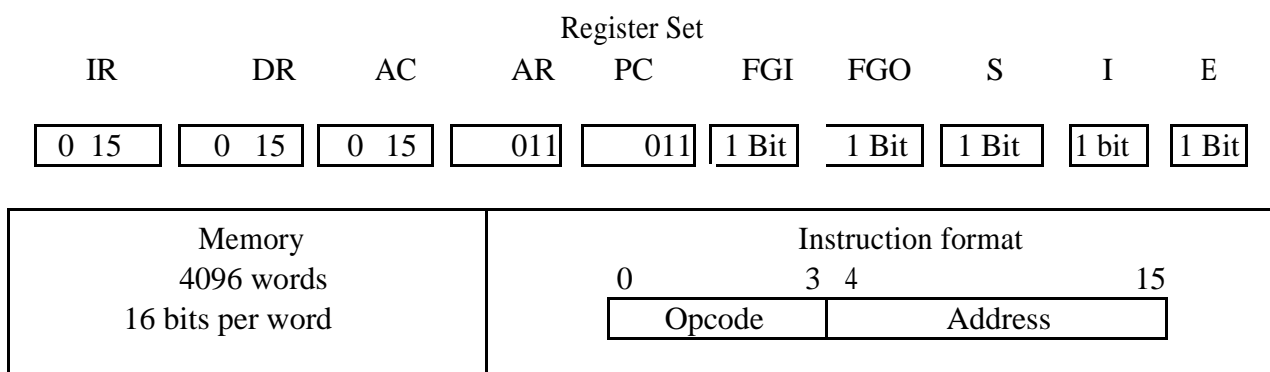 Register Set
IR DR AC AR PC FGI FGO S I E
0 15 0 15 0 15 011 011 1 Bit 1 Bit 1 Bit 1 bit 1 Bit
Memory
4096 words
16 bits per word
Instruction format
0 3 4 15
Opcode Address